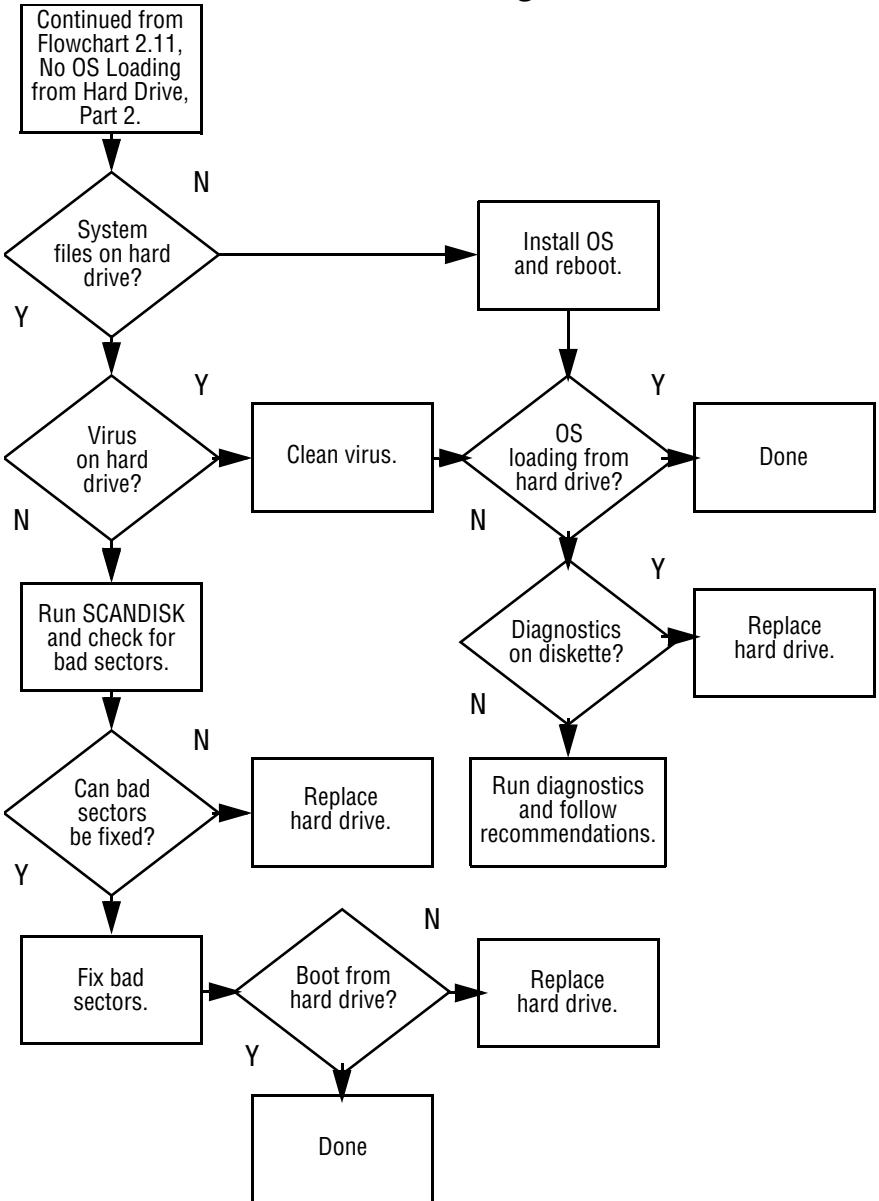 Continued from
Flowchart 2.11,
No OS Loading
from Hard Drive,
Part 2.
N
System
files on hard
drive?
Y
Install OS
and reboot.
Y
Virus
on hard
drive?
N
Clean virus.
Y
OS
loading from
hard drive?
N
Done
Run SCANDISK
and check for
bad sectors.
Y
Diagnostics
on diskette?
N
Replace
hard drive.
N
Can bad
sectors
be fixed?
Y
Replace
hard drive.
Run diagnostics
and follow
recommendations.
Fix bad
sectors.
N
Boot from
hard drive?
Y
Replace
hard drive.
Done